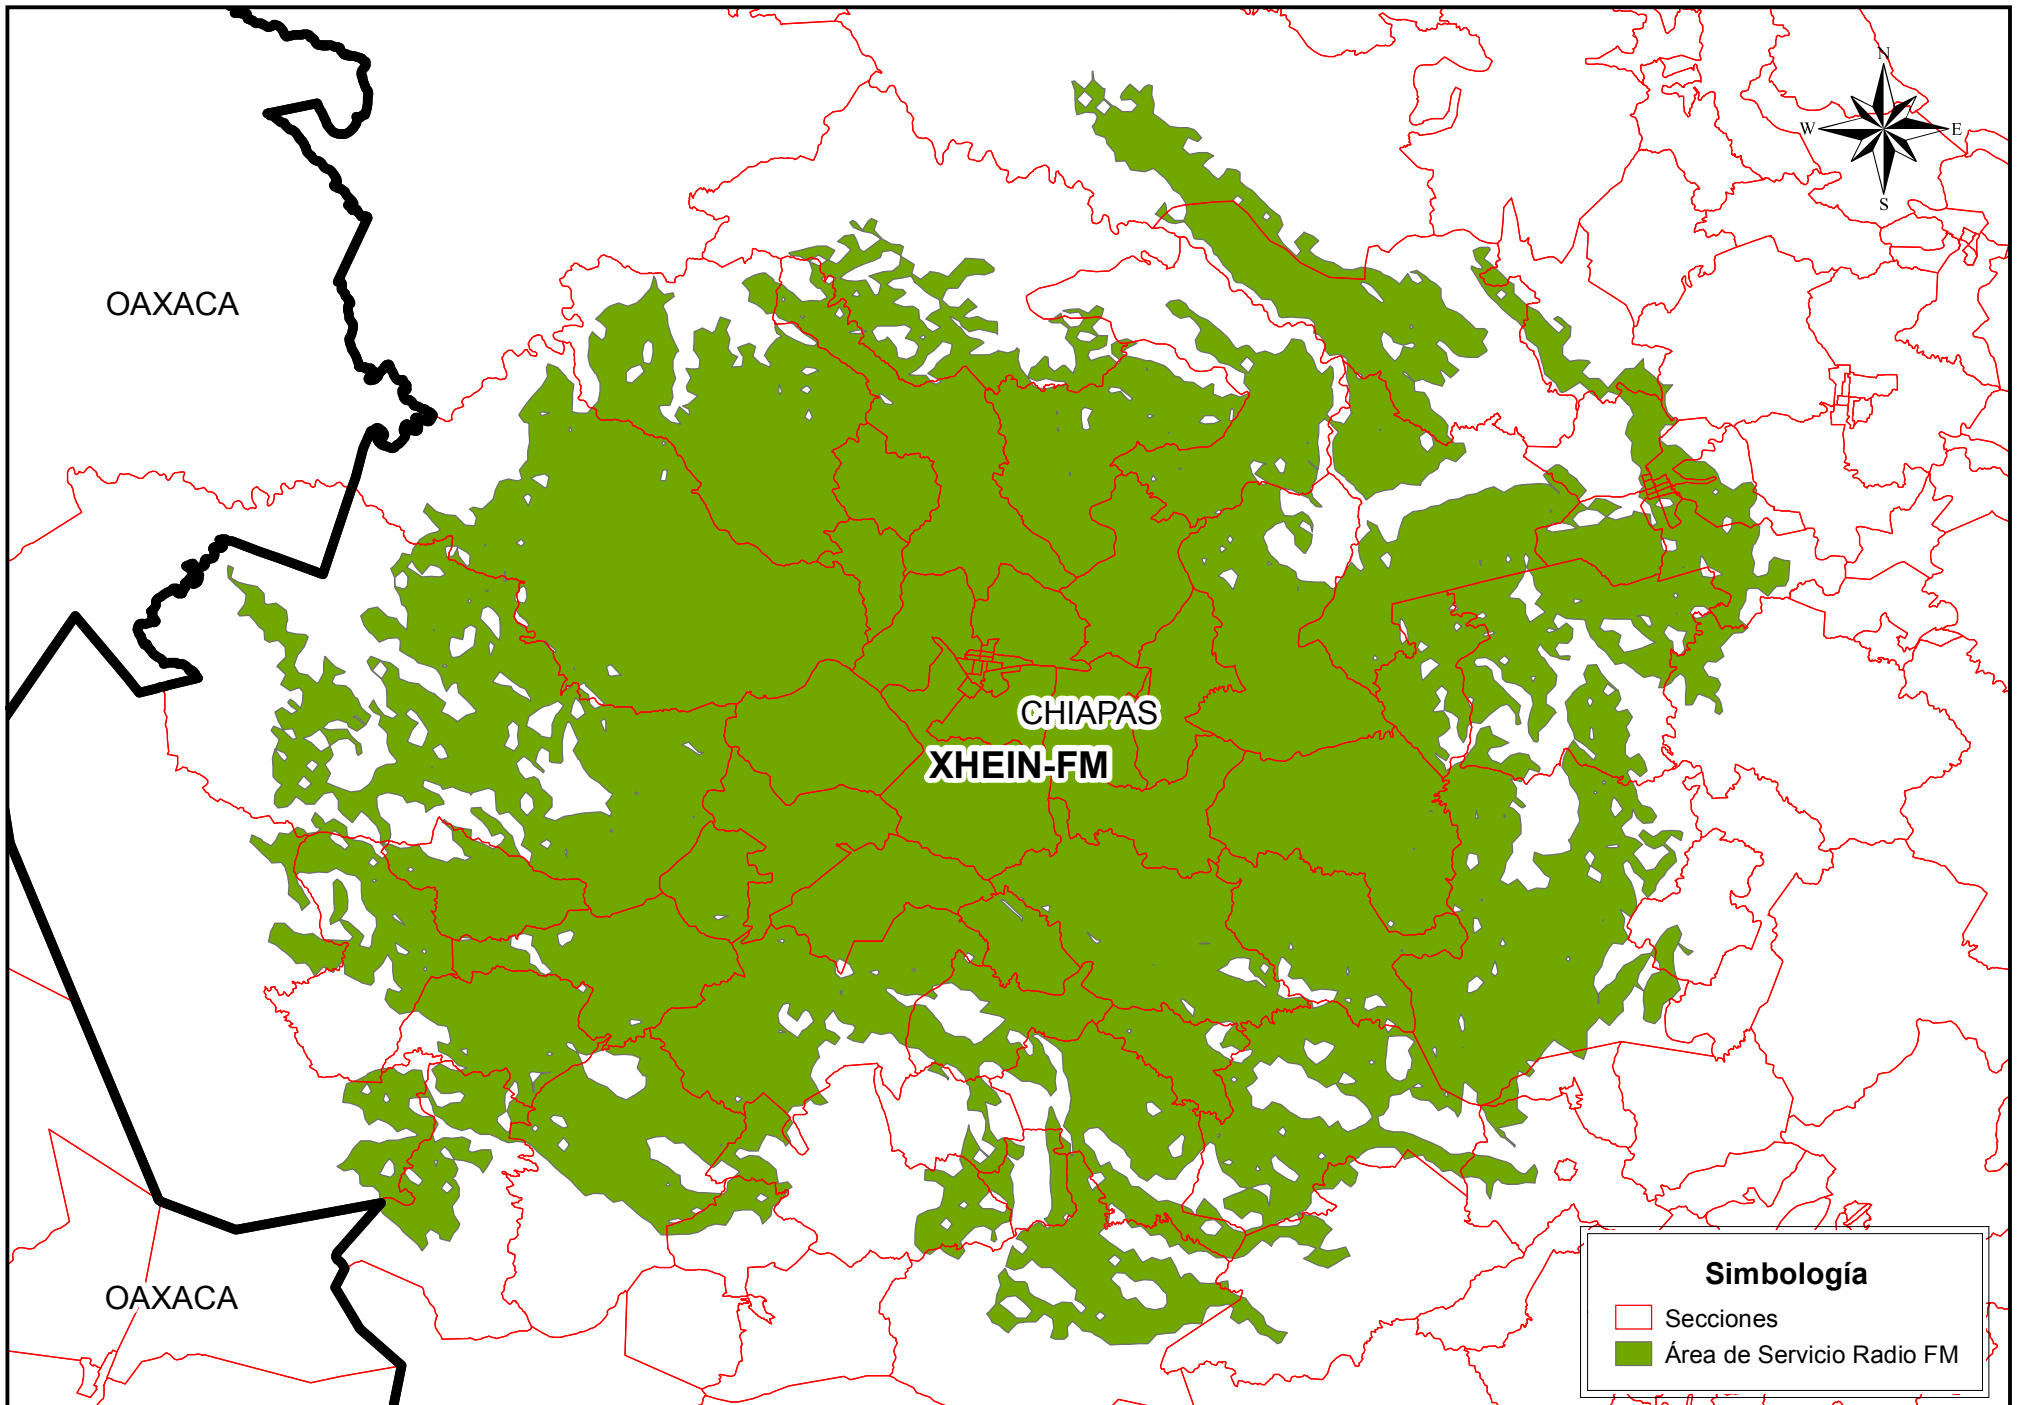 N
W E
S
OAXACA
CHIAPAS
XHEIN-FM
OAXACA
Simbología
Secciones
Área de Servicio Radio FM